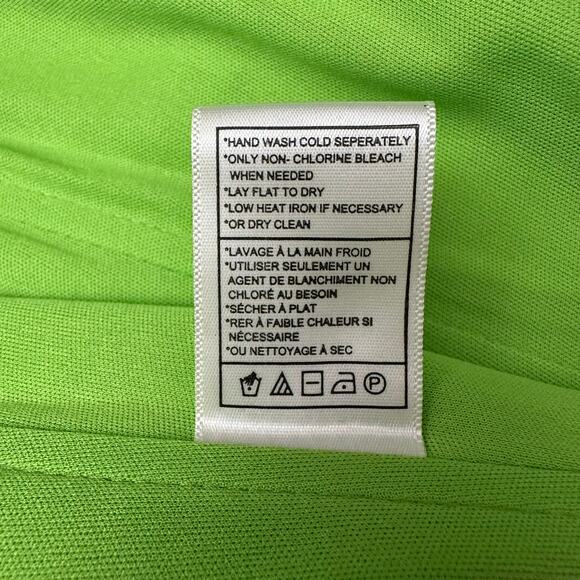 *HAND WASH COLD SEPERATELY
*ONLY NON- CHLORINE BLEACH
WHEN NEEDED
*LAY FLAT TO DRY
*LOW HEAT IRON IF NECESSARY
*OR DRY CLEAN
*LAVAGE À LA MAIN FROID
*UTILISER SEULEMENT UN
AGENT DE BLANCHIMENT NON
CHLORÉ AU BESOIN
*SÉCHER À PLAT
*RER À FAIBLE CHALEUR SI
NÉCESSAIRE
*OU NETTOYAGE À SEC
P